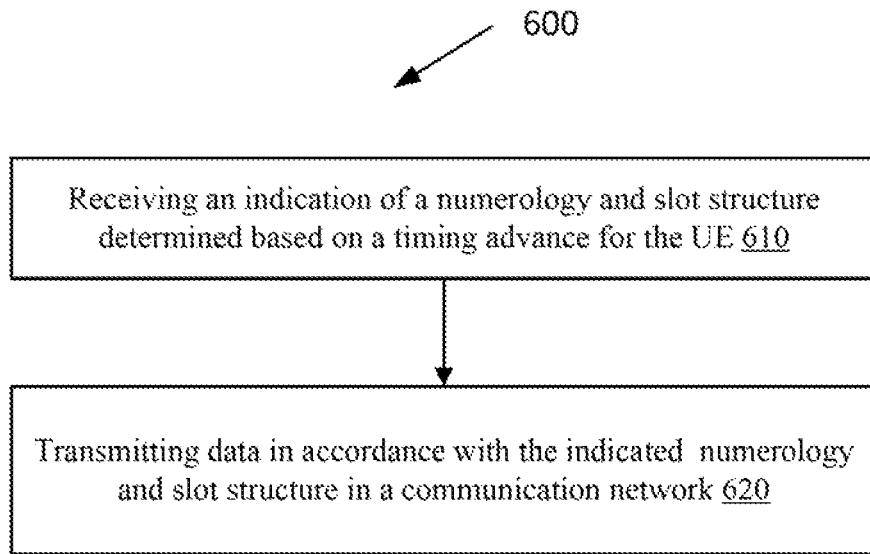 600
Receiving an indication of a numerology and slot structure
determined based on a timing advance for the UE 610
Transmitting data in accordance with the indicated numerology
and slot structure in a communication network 620